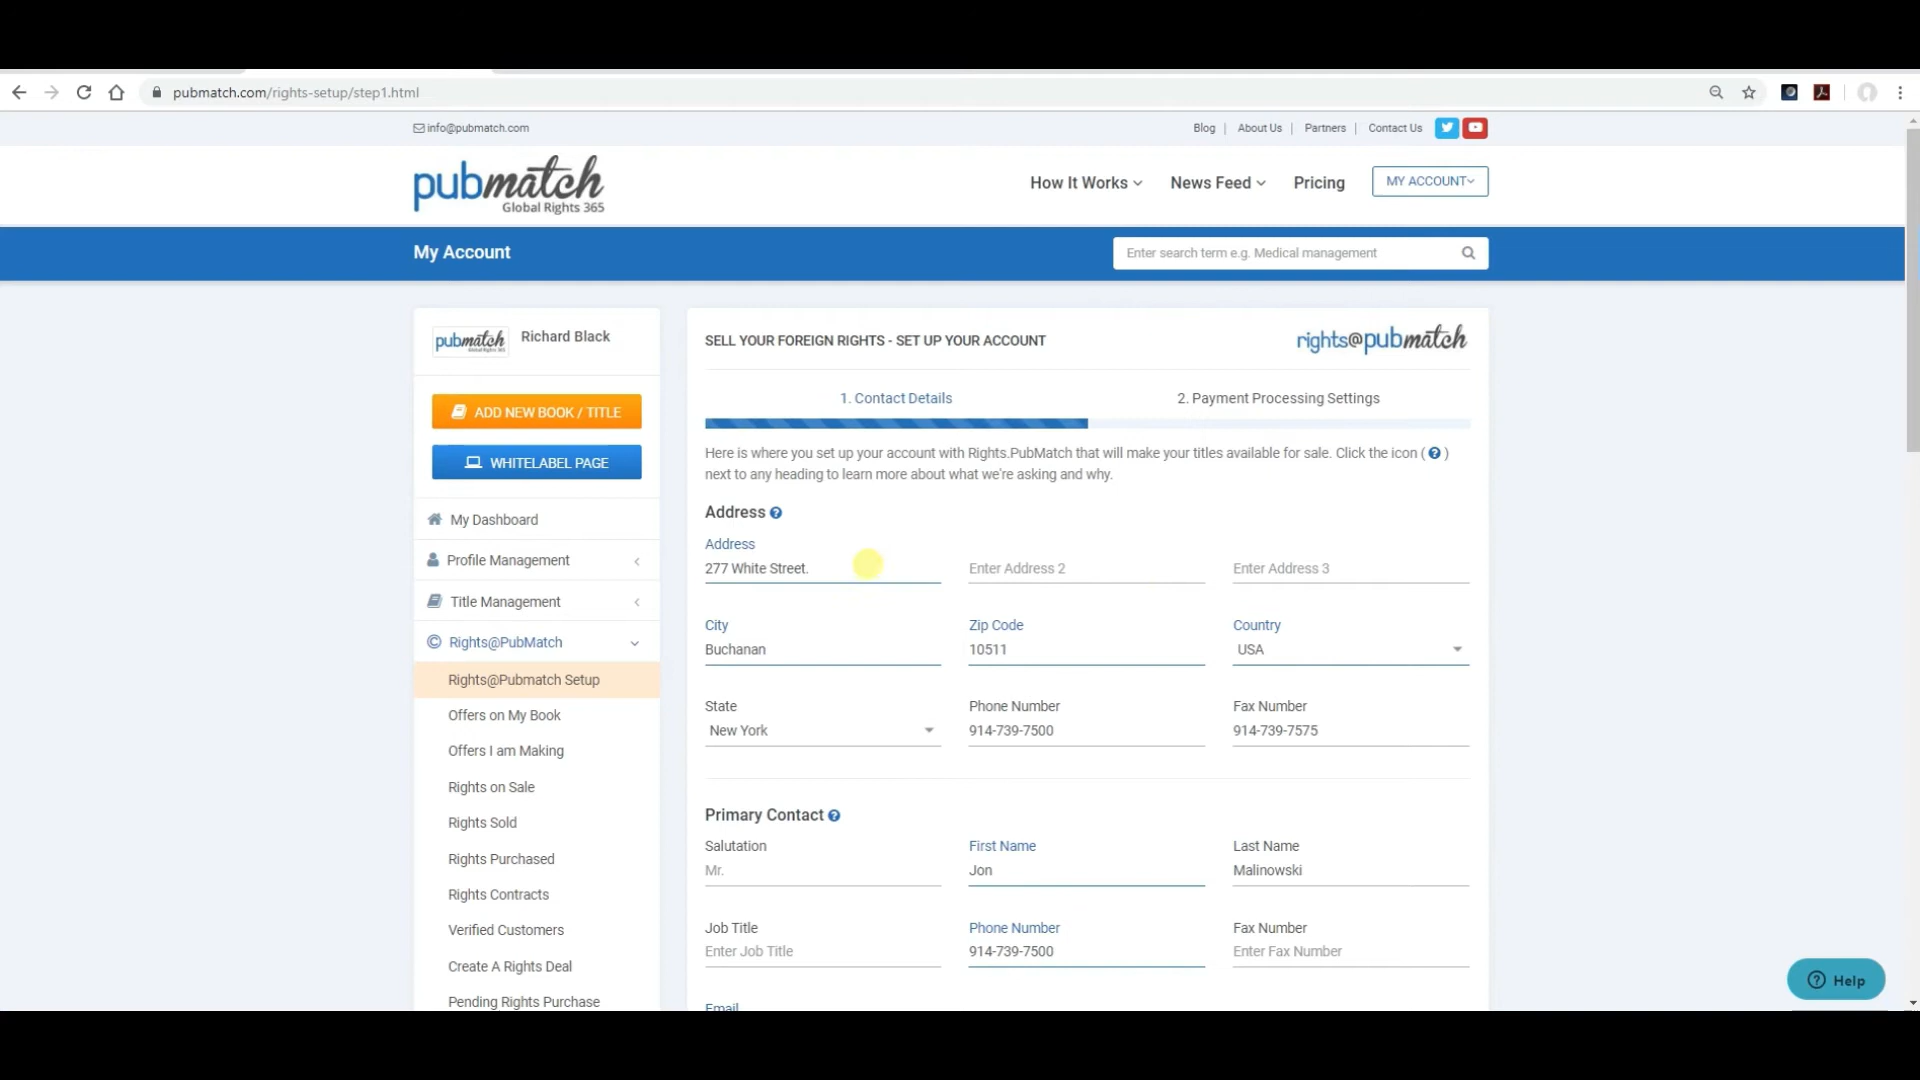 pubmatch.com/rights-setup/step1.html
info@pubmatch.com
Blog | About Us | Partners | Contact Us
pubmatch
Global Rights 365
How It Works
News Feed
Pricing
MY ACCOUNT
My Account
Enter search term e.g. Medical management
pubmatch
Richard Black
ADD NEW BOOK / TITLE
WHITELABEL PAGE
My Dashboard
Profile Management
Title Management
Rights@PubMatch
Rights@Pubmatch Setup
Offers on My Book
Offers I am Making
Rights on Sale
Rights Sold
Rights Purchased
Rights Contracts
Verified Customers
Create A Rights Deal
Pending Rights Purchase
SELL YOUR FOREIGN RIGHTS - SET UP YOUR ACCOUNT
rights@pubmatch
1. Contact Details
2. Payment Processing Settings
Here is where you set up your account with Rights.PubMatch that will make your titles available for sale. Click the icon ( ? )
next to any heading to learn more about what we're asking and why.
Address ?
Address
277 White Street.
Enter Address 2
Enter Address 3
City
Zip Code
Country
Buchanan
10511
USA
State
Phone Number
Fax Number
New York
914-739-7500
914-739-7575
Primary Contact ?
Salutation
First Name
Last Name
Mr.
Jon
Malinowski
Job Title
Phone Number
Fax Number
Enter Job Title
914-739-7500
Enter Fax Number
Email
? Help